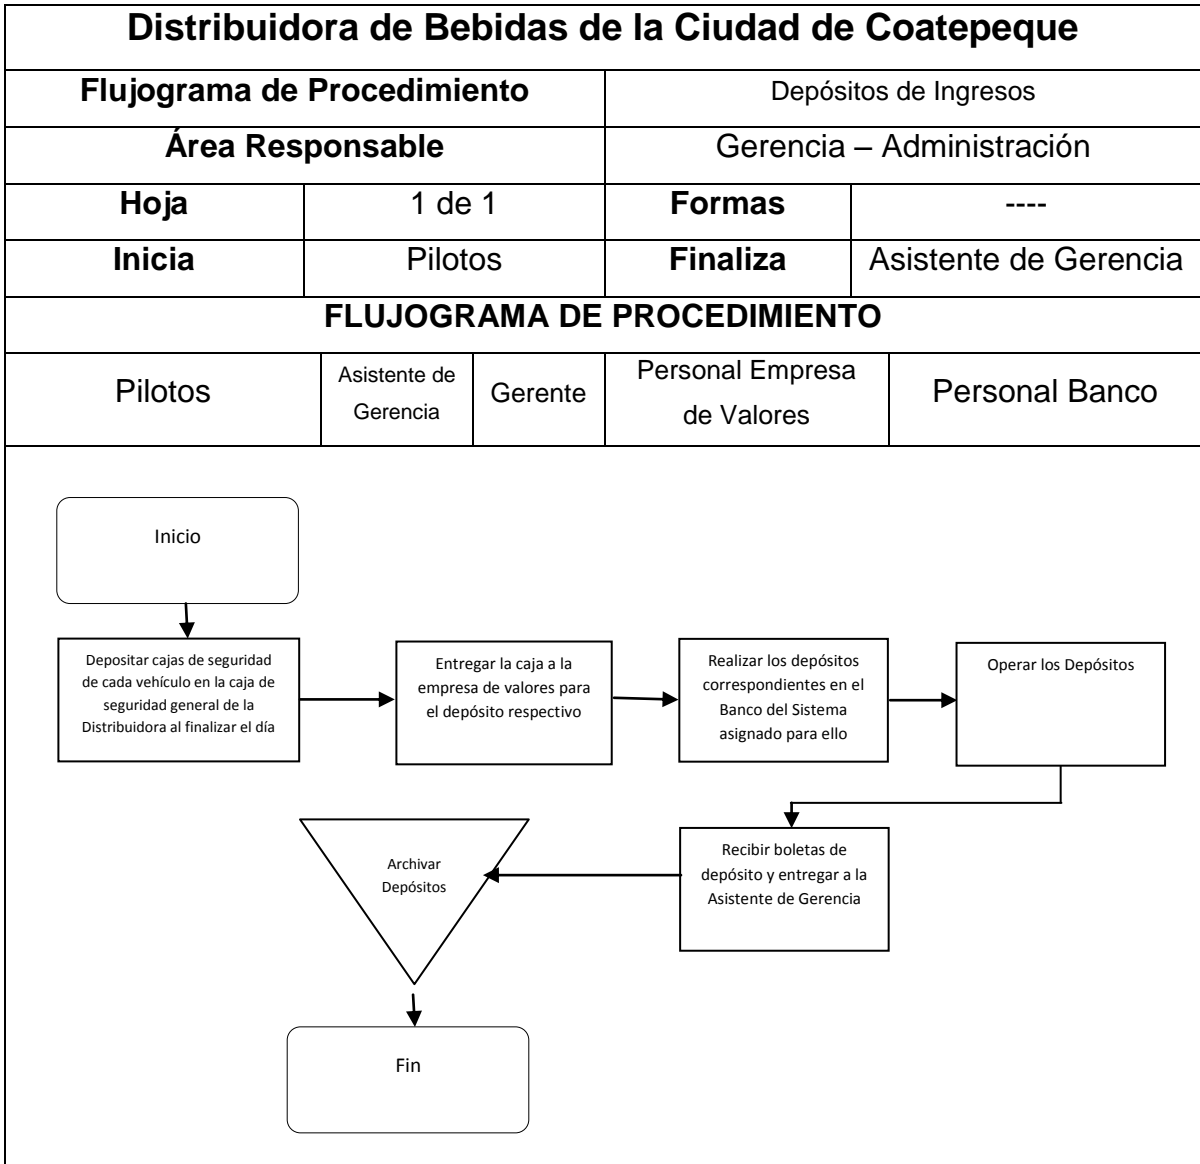 Distribuidora de Bebidas de la Ciudad de Coatepeque
Flujograma de Procedimiento
Depósitos de Ingresos
Área Responsable
Gerencia – Administración
Hoja
1 de 1
Formas
----
Inicia
Pilotos
Finaliza
Asistente de Gerencia
FLUJOGRAMA DE PROCEDIMIENTO
Pilotos
Asistente de
Gerencia
Gerente
Personal Empresa
de Valores
Personal Banco
Inicio
Depositar cajas de seguridad
de cada vehículo en la caja de
seguridad general de la
Distribuidora al finalizar el día
Entregar la caja a la
empresa de valores para
el depósito respectivo
Realizar los depósitos
correspondientes en el
Banco del Sistema
asignado para ello
Operar los Depósitos
Recibir boletas de
depósito y entregar a la
Asistente de Gerencia
Archivar
Depósitos
Fin